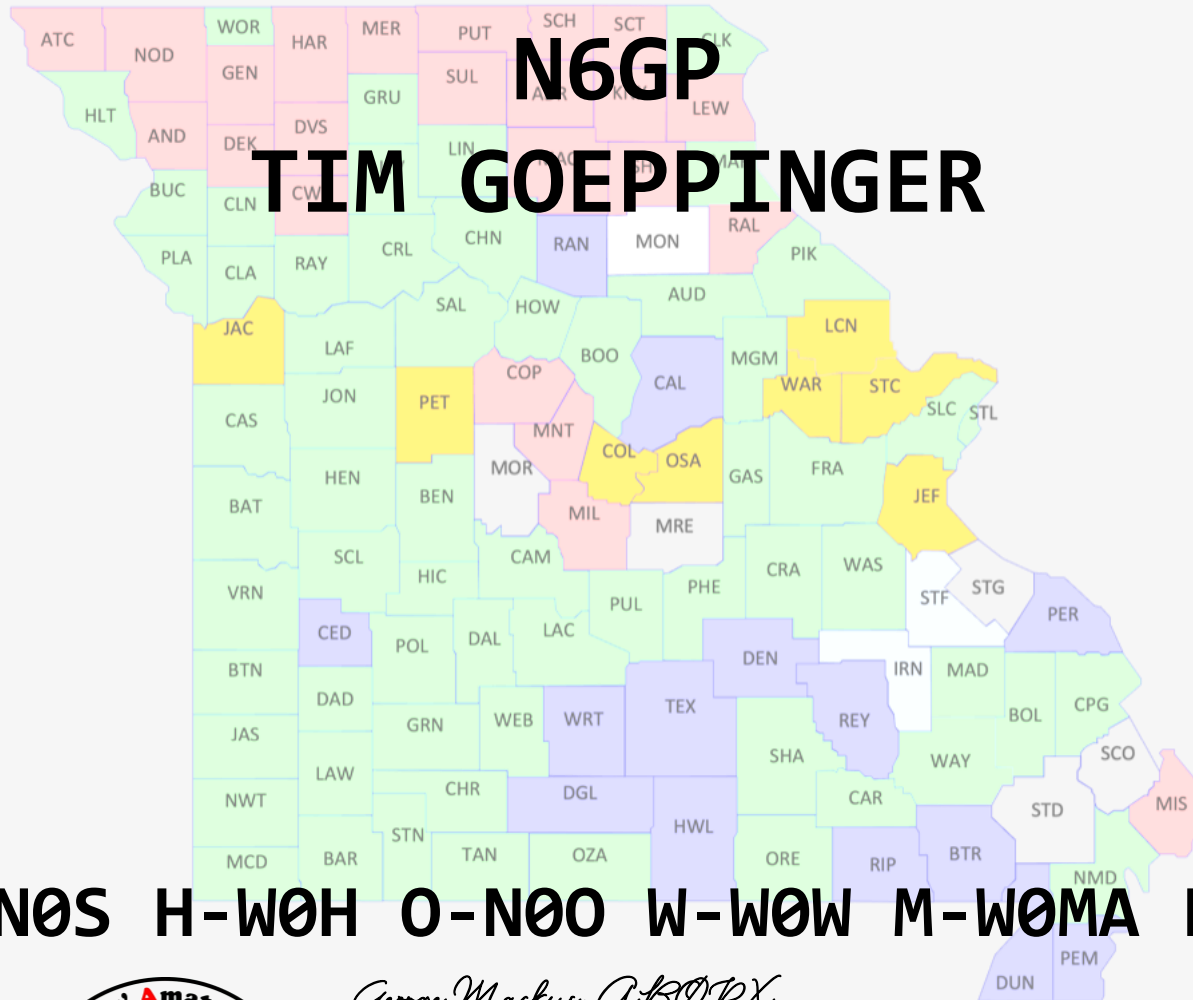 ATC NOD WOR HAR MER PUT SCH SCT CLK
GEN SUL
HLT GRU LEW
AND DEK DVS LIN
N6GP
TIM GOEPPINGER
BUC CLN CHN RAN MON RAL
PLA CLA RAY CRL PIK
JAC SAL HOW AUD LCN
LAF BOO MGM
COP CAL WAR STC
CAS JON PET MNT SLC STL
HEN MOR COL OSA GAS FRA
BAT BEN MIL MRE JEF
SCL CAM
VRN HIC PUL PHE CRA WAS STF STG
CED POL DAL LAC DEN PER
BTN IRN MAD
DAD GRN WEB WRT TEX REY BOL CPG
JAS LAW SHA WAY SCO
NWT CHR DGL CAR STD MIS
STN HWL
MCD BAR TAN OZA ORE RIP BTR
NMD
N0S H-W0H O-N0O W-W0W M-W0MA
PEM
DUN